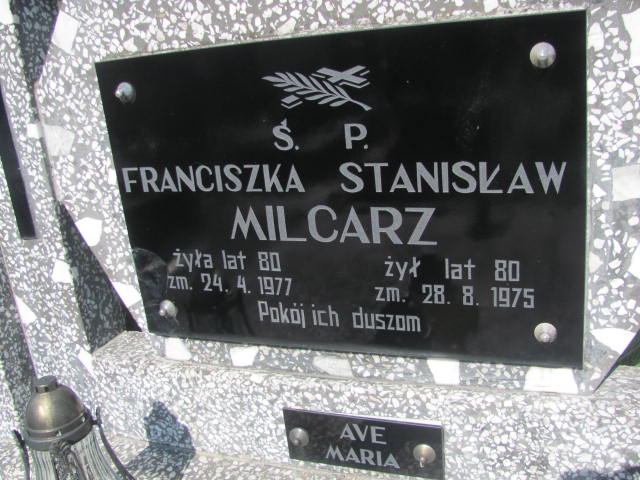 Ś. P.
FRANCISZKA STANISŁAW
MILCARZ
żyła lat 80 żył lat 80
zm. 24. 4. 1977 zm. 28. 8. 1975
Pokój ich duszom
AVE
MARIA